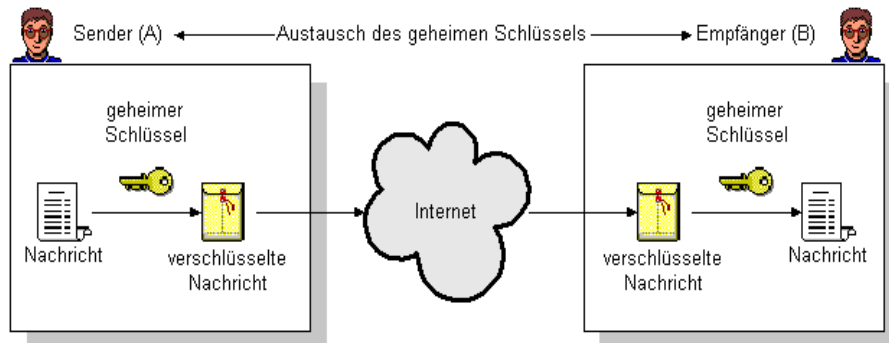 Sender (A)
Austausch des geheimen Schlüssels
Empfänger (B)
geheimer
Schlüssel
Nachricht
verschlüsselte
Nachricht
Internet
geheimer
Schlüssel
verschlüsselte
Nachricht
Nachricht